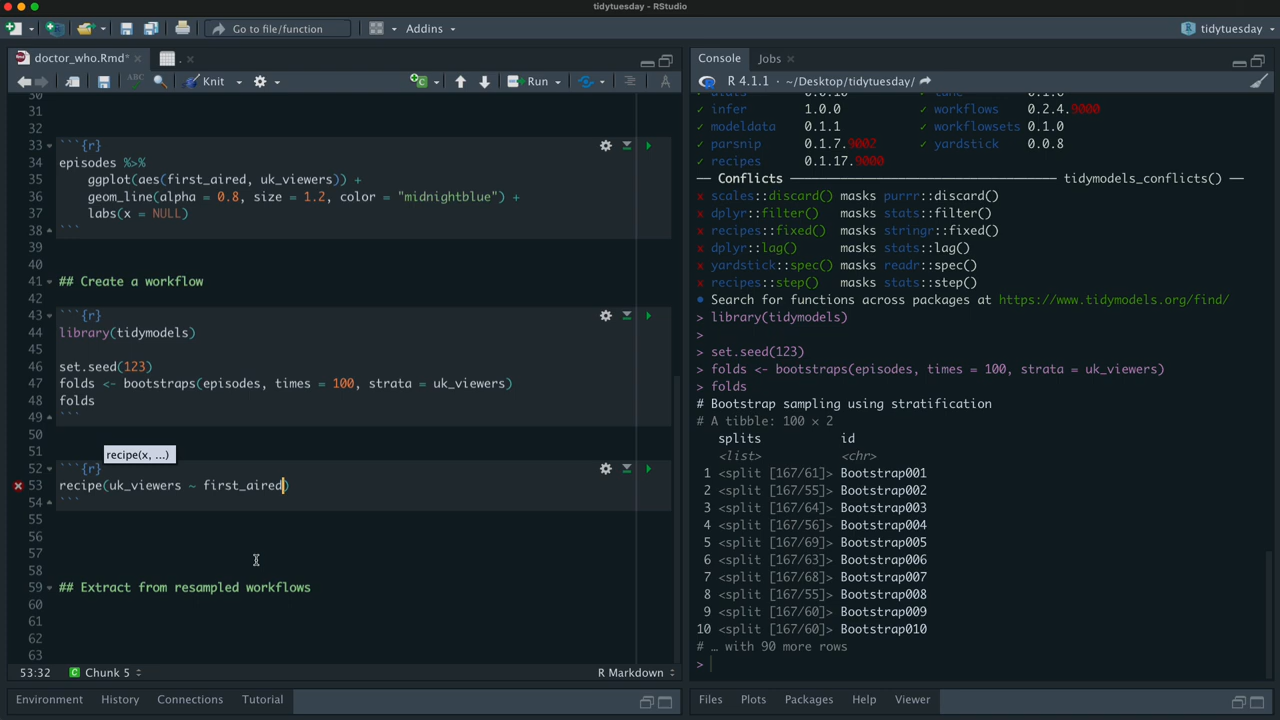 tidytuesday - RStudio
Go to file/function
Addins
tidytuesday
doctor_who.Rmd*
ABC
Knit
Run
30
31
32
33 ```{r}
34 episodes %>%
35 ggplot(aes(first_aired, uk_viewers)) +
36 geom_line(alpha = 0.8, size = 1.2, color = "midnightblue") +
37 labs(x = NULL)
38 ```
39
40
41 ## Create a workflow
42
43 ```{r}
44 library(tidymodels)
45
46 set.seed(123)
47 folds <- bootstraps(episodes, times = 100, strata = uk_viewers)
48 folds
49 ```
50
51
recipe(x, ...)
52 ```{r}
53 recipe(uk_viewers ~ first_aired)
54 ```
55
56
57
58
59 ## Extract from resampled workflows
60
61
62
63
53:32
Chunk 5
R Markdown
Environment History Connections Tutorial
Console Jobs
R 4.1.1 · ~/Desktop/tidytuesday/
✓ infer 1.0.0 ✓ workflows 0.2.4.9000
✓ modeldata 0.1.1 ✓ workflowsets 0.1.0
✓ parsnip 0.1.7.9002 ✓ yardstick 0.0.8
✓ recipes 0.1.17.9000
── Conflicts ── tidymodels_conflicts() ──
x scales::discard() masks purrr::discard()
x dplyr::filter() masks stats::filter()
x recipes::fixed() masks stringr::fixed()
x dplyr::lag() masks stats::lag()
x yardstick::spec() masks readr::spec()
x recipes::step() masks stats::step()
● Search for functions across packages at https://www.tidymodels.org/find/
> library(tidymodels)
>
> set.seed(123)
> folds <- bootstraps(episodes, times = 100, strata = uk_viewers)
> folds
# Bootstrap sampling using stratification
# A tibble: 100 × 2
splits id
<list> <chr>
1 <split [167/61]> Bootstrap001
2 <split [167/55]> Bootstrap002
3 <split [167/64]> Bootstrap003
4 <split [167/56]> Bootstrap004
5 <split [167/69]> Bootstrap005
6 <split [167/63]> Bootstrap006
7 <split [167/68]> Bootstrap007
8 <split [167/55]> Bootstrap008
9 <split [167/60]> Bootstrap009
10 <split [167/60]> Bootstrap010
# … with 90 more rows
>
Files Plots Packages Help Viewer